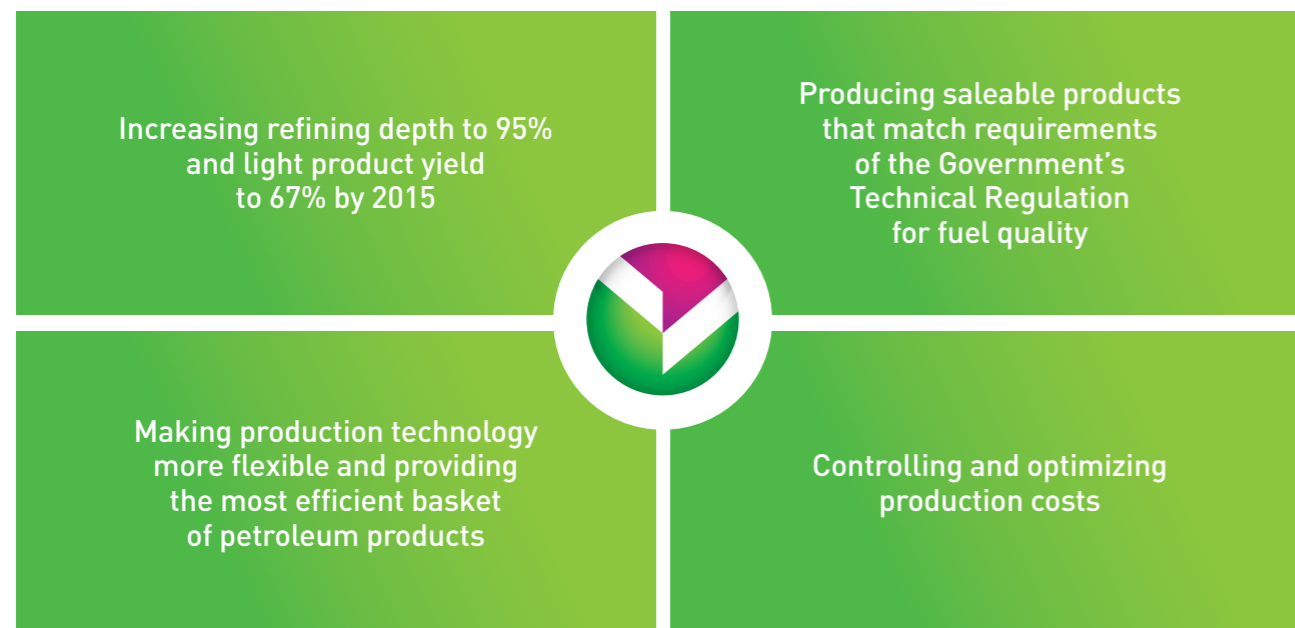 Increasing refining depth to 95%
and light product yield
to 67% by 2015
Producing saleable products
that match requirements
of the Government’s
Technical Regulation
for fuel quality
Making production technology
more flexible and providing
the most efficient basket
of petroleum products
Controlling and optimizing
production costs